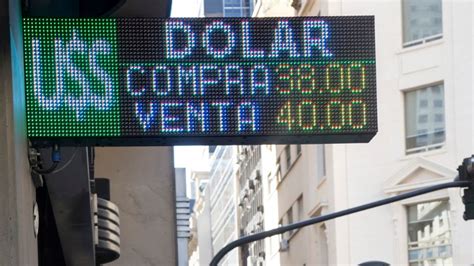 U$S
DOLAR
COMPRA 38.00
VENTA 40.00